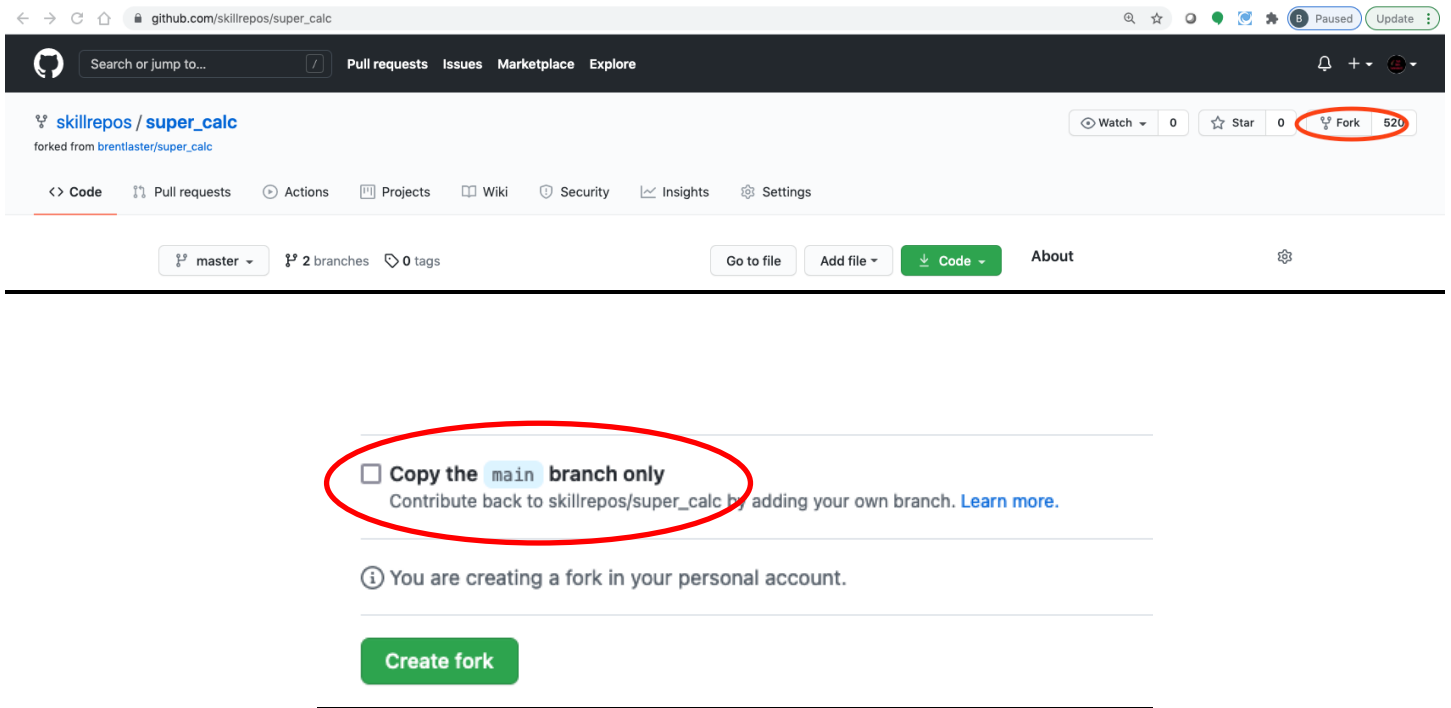 github.com/skillrepos/super_calc B Paused Update
Search or jump to... / Pull requests Issues Marketplace Explore
skillrepos / super_calc Watch 0 Star 0 Fork 520
forked from brentlaster/super_calc
<> Code Pull requests Actions Projects Wiki Security Insights Settings
master 2 branches 0 tags Go to file Add file Code About
Copy the main branch only
Contribute back to skillrepos/super_calc by adding your own branch. Learn more.
You are creating a fork in your personal account.
Create fork